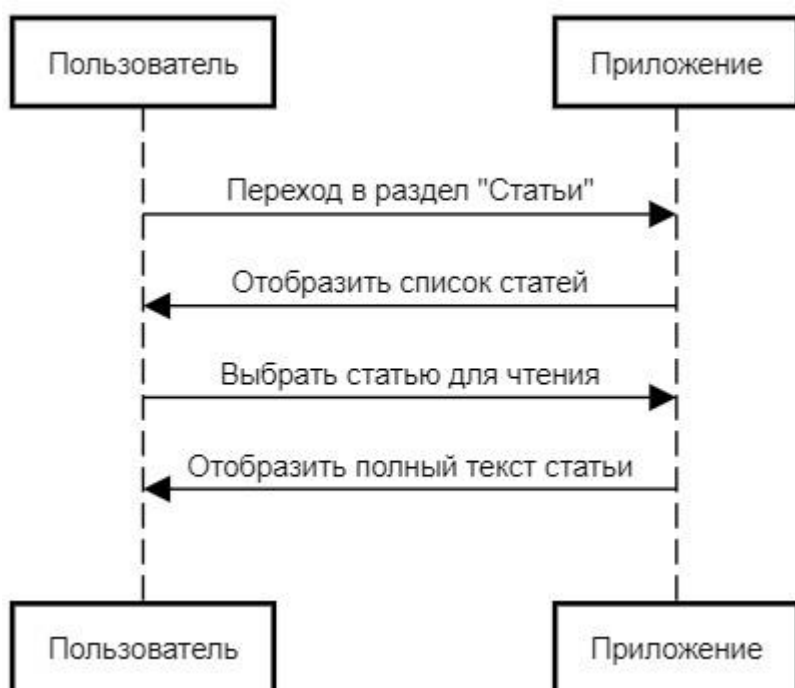 Пользователь
Приложение
Переход в раздел "Статьи"
Отобразить список статей
Выбрать статью для чтения
Отобразить полный текст статьи
Пользователь
Приложение